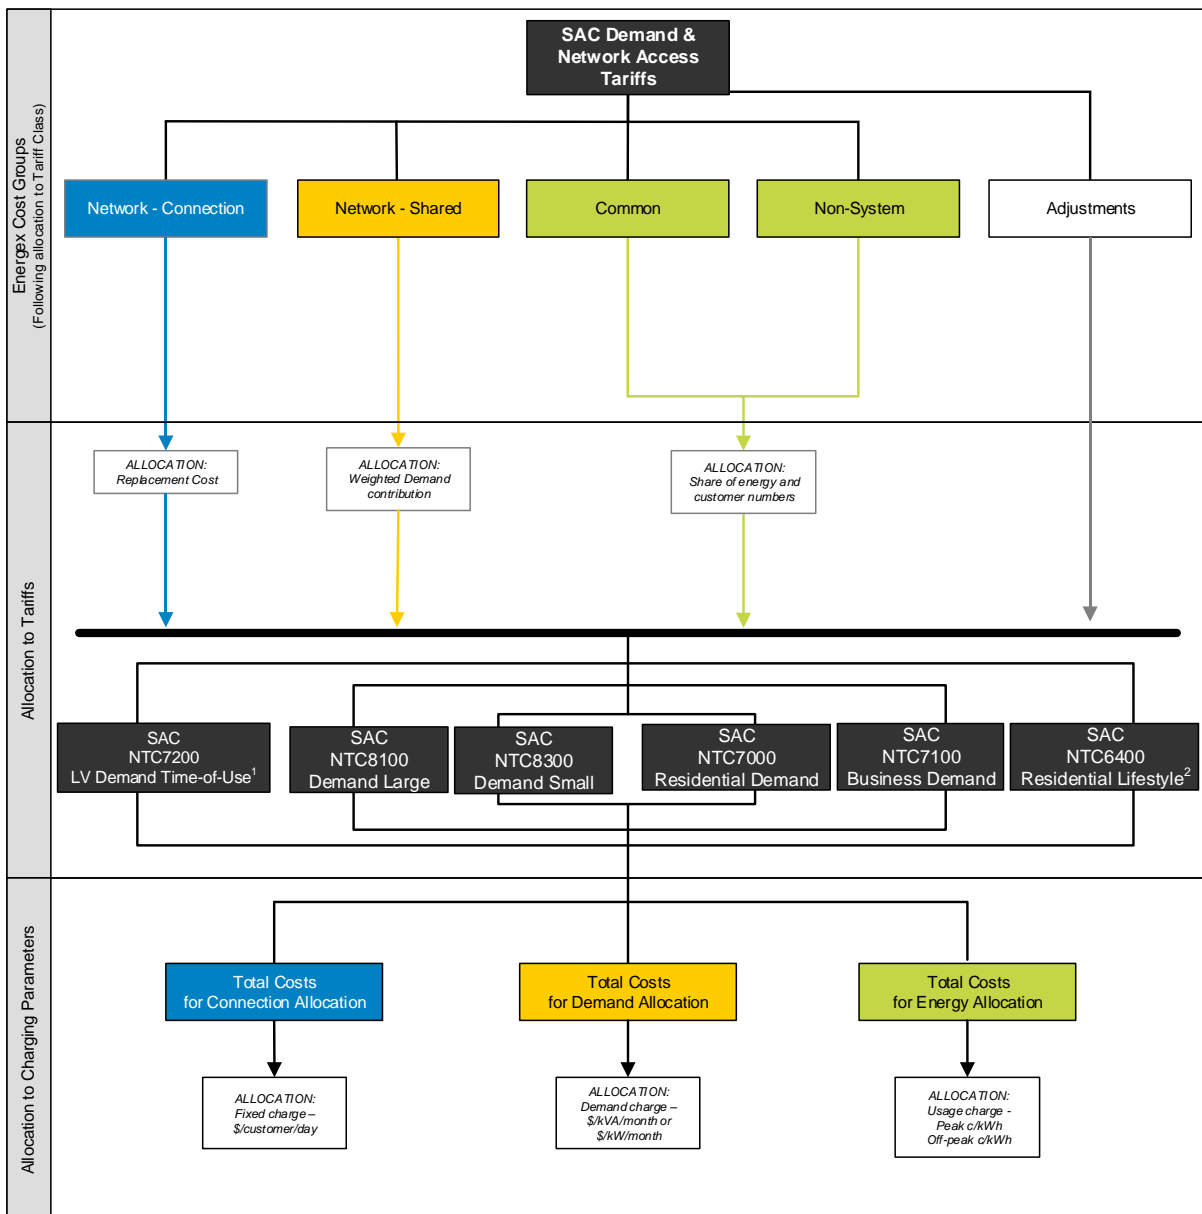 SAC Demand &
Network Access
Tariffs
Energex Cost Groups
(Following allocation to Tariff Class)
Network - Connection
Network - Shared
Common
Non-System
Adjustments
Allocation to Tariffs
ALLOCATION:
Replacement Cost
ALLOCATION:
Weighted Demand
contribution
ALLOCATION:
Share of energy and
customer numbers
SAC
NTC7200
LV Demand Time-of-Use¹
SAC
NTC8100
Demand Large
SAC
NTC8300
Demand Small
SAC
NTC7000
Residential Demand
SAC
NTC7100
Business Demand
SAC
NTC6400
Residential Lifestyle²
Allocation to Charging Parameters
Total Costs
for Connection Allocation
Total Costs
for Demand Allocation
Total Costs
for Energy Allocation
ALLOCATION:
Fixed charge –
$/customer/day
ALLOCATION:
Demand charge –
$/kVA/month or
$/kW/month
ALLOCATION:
Usage charge -
Peak c/kWh
Off-peak c/kWh